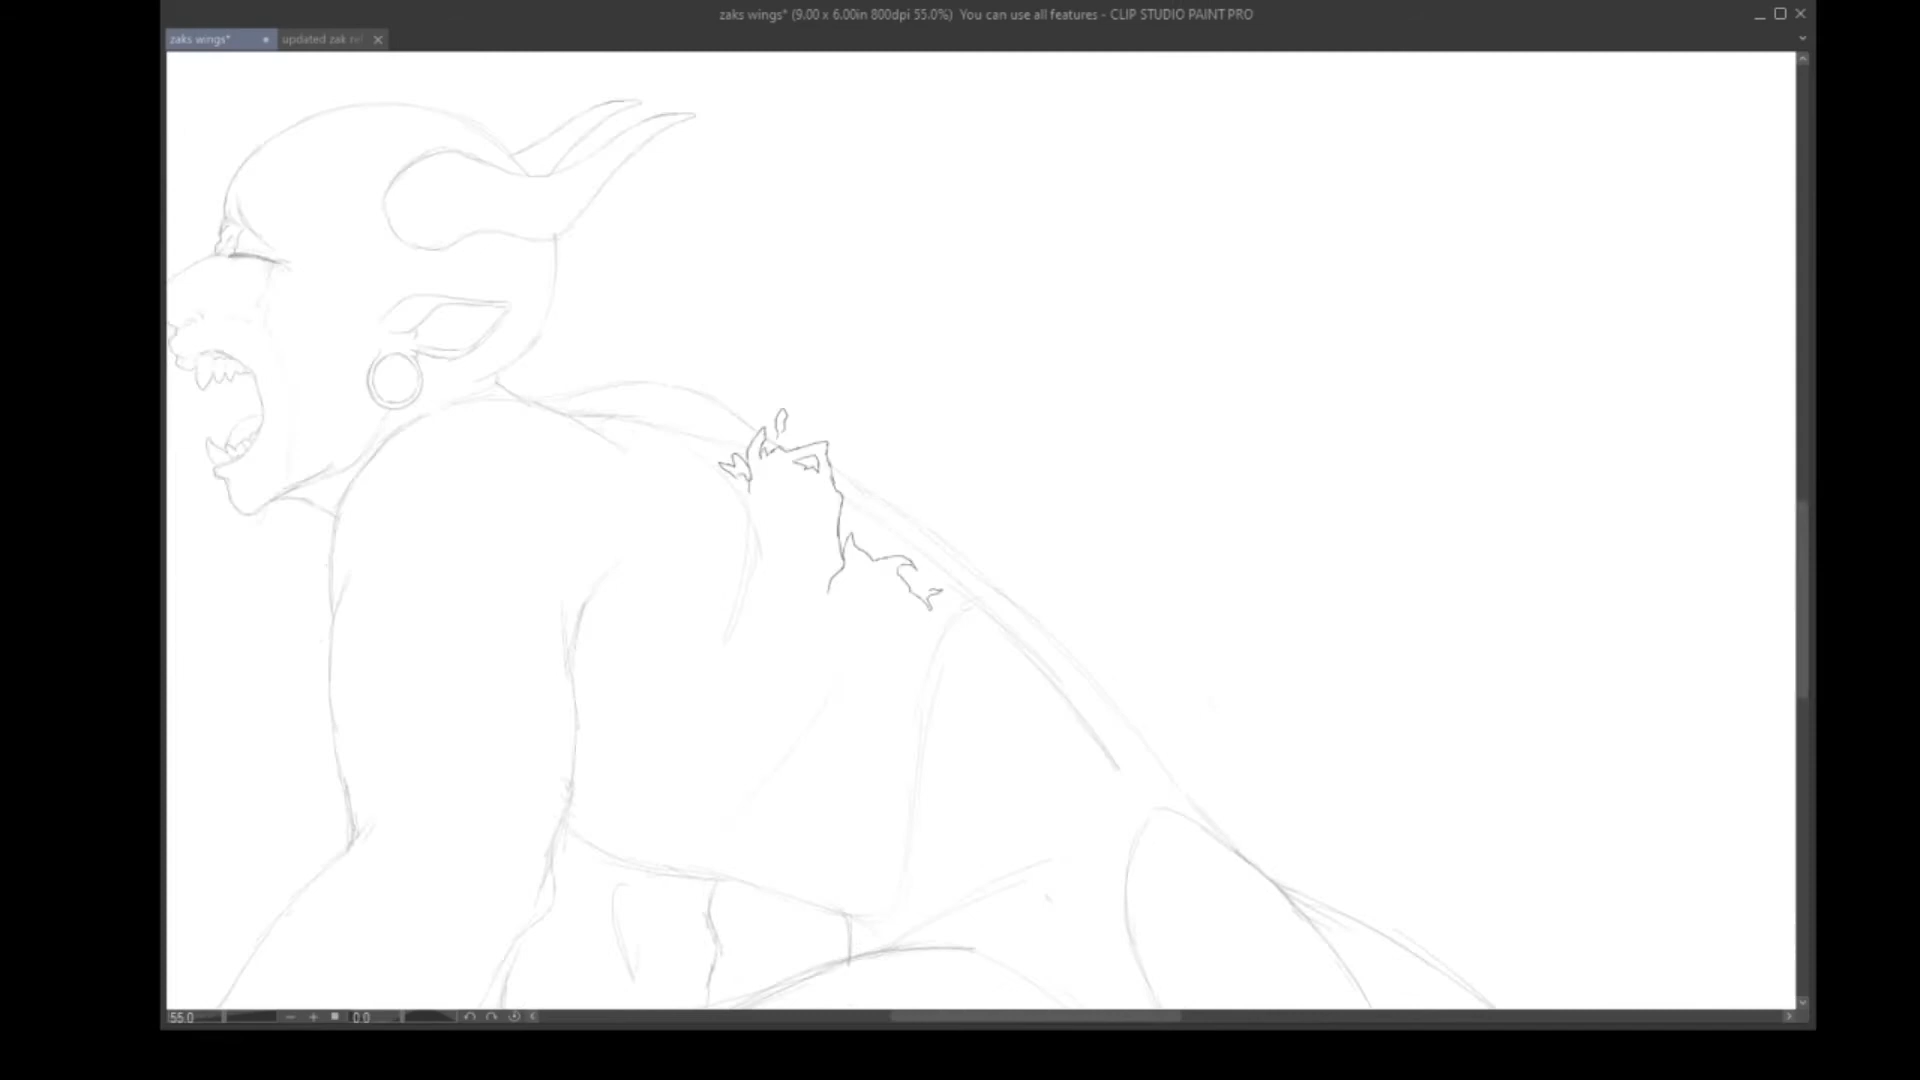 zaks wings* (9.00 x 6.00in 800dpi 55.0%) You can use all features - CLIP STUDIO PAINT PRO
zaks wings* updated zak
55.0 0.0